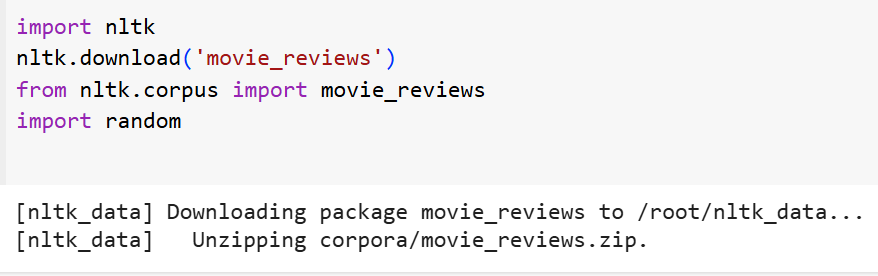 import nltk
nltk.download('movie_reviews')
from nltk.corpus import movie_reviews
import random
[nltk_data] Downloading package movie_reviews to /root/nltk_data...
[nltk_data]   Unzipping corpora/movie_reviews.zip.